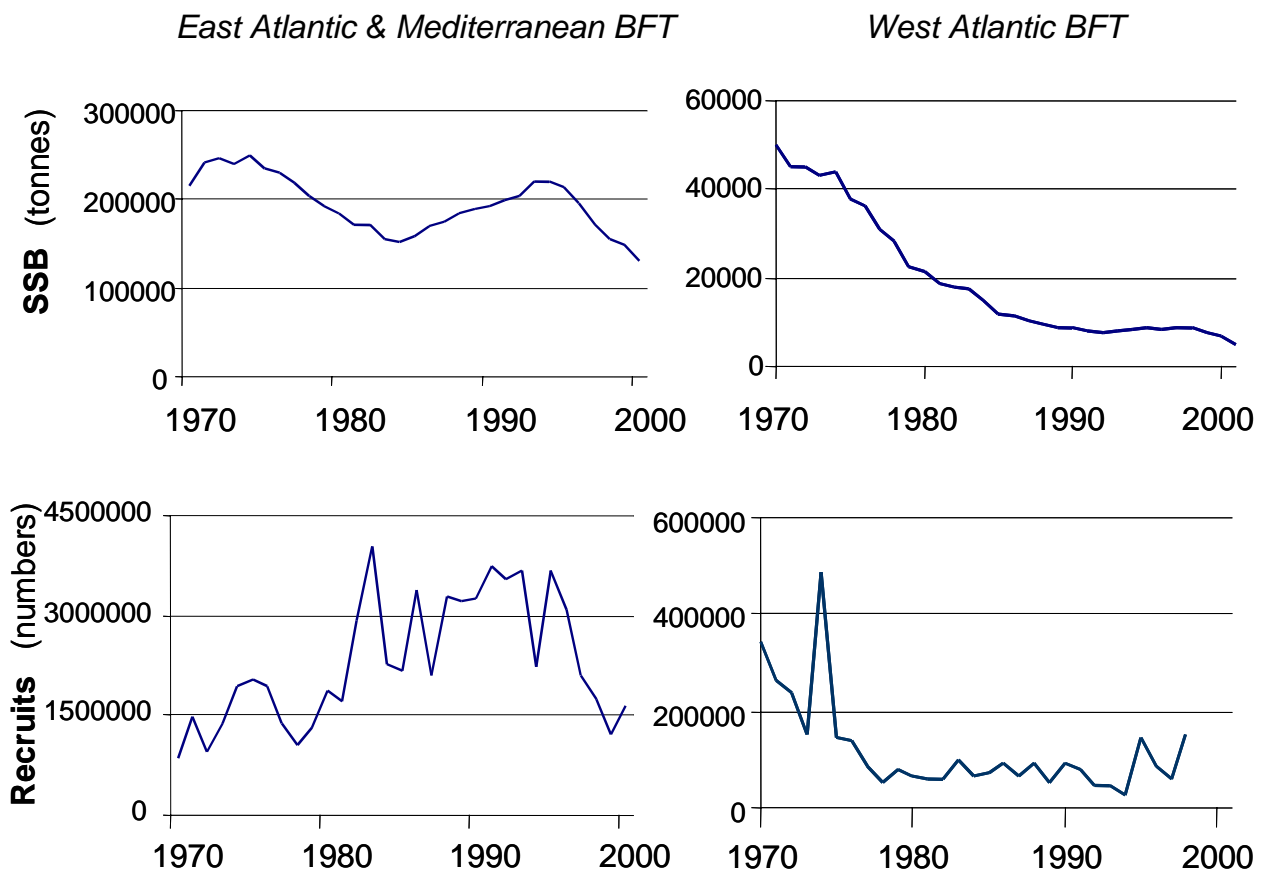 East Atlantic & Mediterranean BFT
West Atlantic BFT
SSB (tonnes)
300000
200000
100000
0
1970 1980 1990 2000
60000
40000
20000
0
1970 1980 1990 2000
Recruits (numbers)
4500000
3000000
1500000
0
1970 1980 1990 2000
600000
400000
200000
0
1970 1980 1990 2000